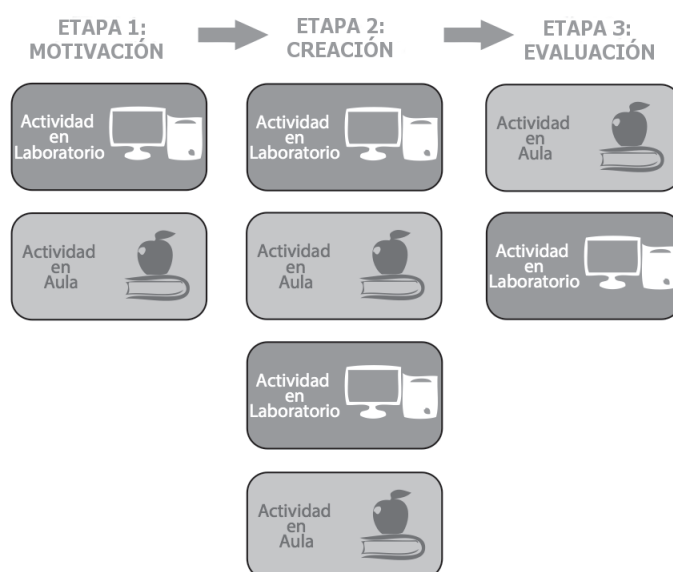 ETAPA 1:
MOTIVACIÓN
ETAPA 2:
CREACIÓN
ETAPA 3:
EVALUACIÓN
Actividad
en
Laboratorio
Actividad
en
Aula
Actividad
en
Laboratorio
Actividad
en
Aula
Actividad
en
Laboratorio
Actividad
en
Aula
Actividad
en
Aula
Actividad
en
Laboratorio